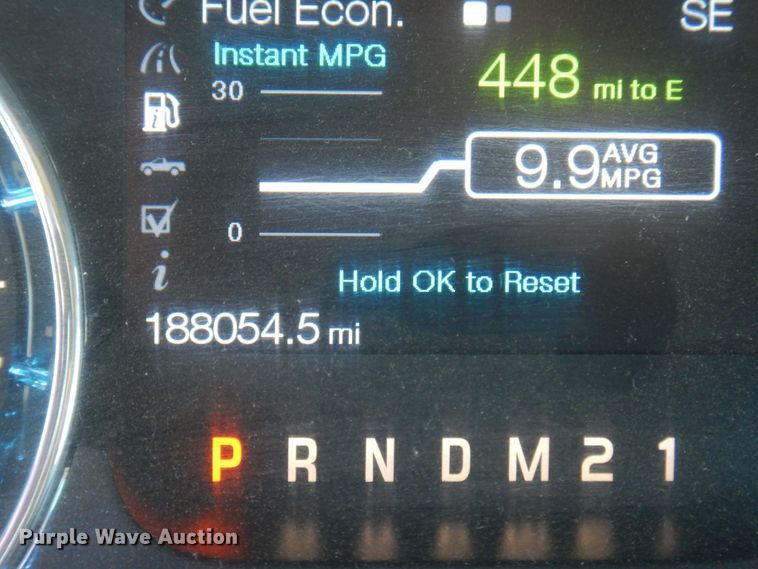 Fuel Econ. SE
Instant MPG
30
448 mi to E
9.9 AVG MPG
0
Hold OK to Reset
188054.5 mi
P R N D M 2 1
Purple Wave Auction